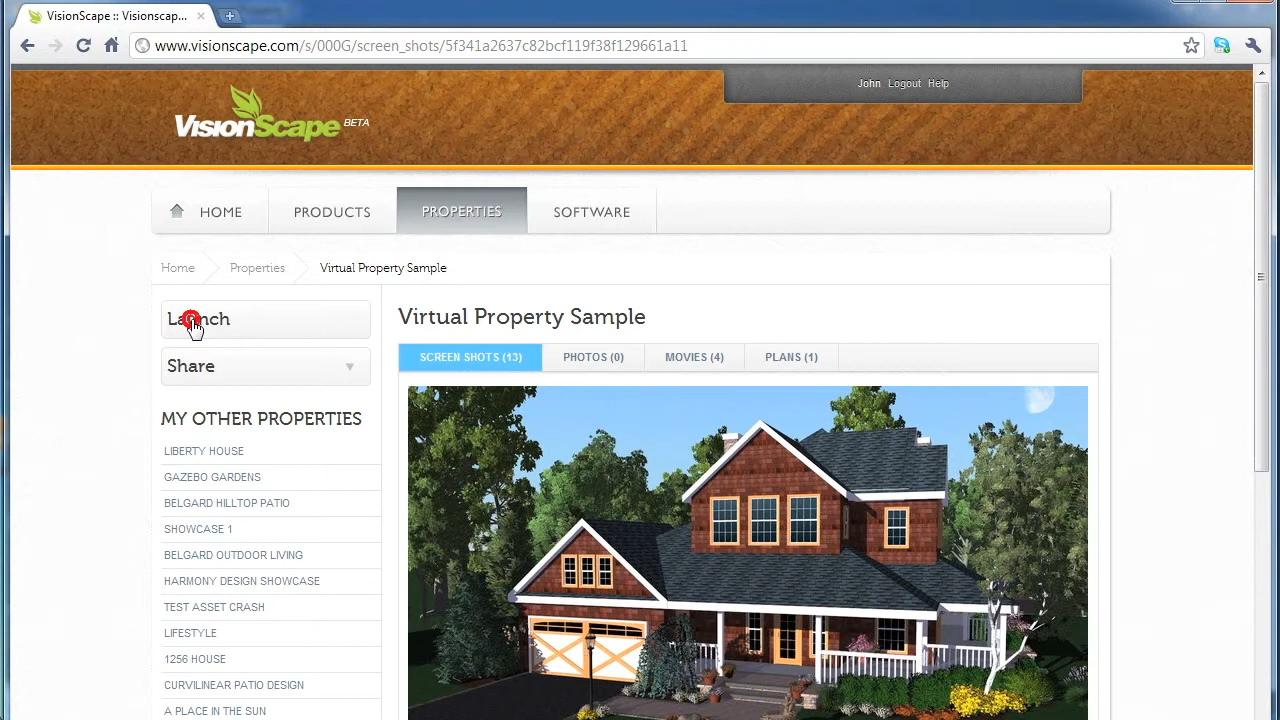 VisionScape :: Visionscap...
www.visionscape.com/s/000G/screen_shots/5f341a2637c82bcf119f38f129661a11
John Logout Help
VISIONSCAPE BETA
HOME PRODUCTS PROPERTIES SOFTWARE
Home Properties Virtual Property Sample
Launch
Share
MY OTHER PROPERTIES
LIBERTY HOUSE
GAZEBO GARDENS
BELGARD HILLTOP PATIO
SHOWCASE 1
BELGARD OUTDOOR LIVING
HARMONY DESIGN SHOWCASE
TEST ASSET CRASH
LIFESTYLE
1256 HOUSE
CURVILINEAR PATIO DESIGN
A PLACE IN THE SUN
Virtual Property Sample
SCREEN SHOTS (13) PHOTOS (0) MOVIES (4) PLANS (1)